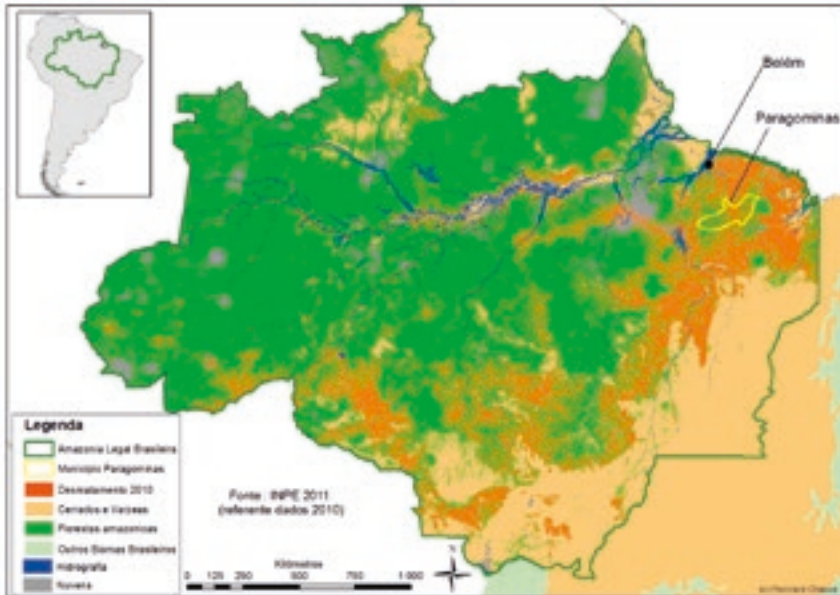 Belém
Paragominas
Legenda
Amazonia Legal Brasileira
Município Paragominas
Desmatamento 2010
Cerrados e Varzeas
Florestas amazonicas
Outros Biomas Brasileiros
Hidrografia
Nuvens
Fonte : INPE 2011
(referente dados 2010)
Kilômetros
0 125 250 500 750 1 000
N